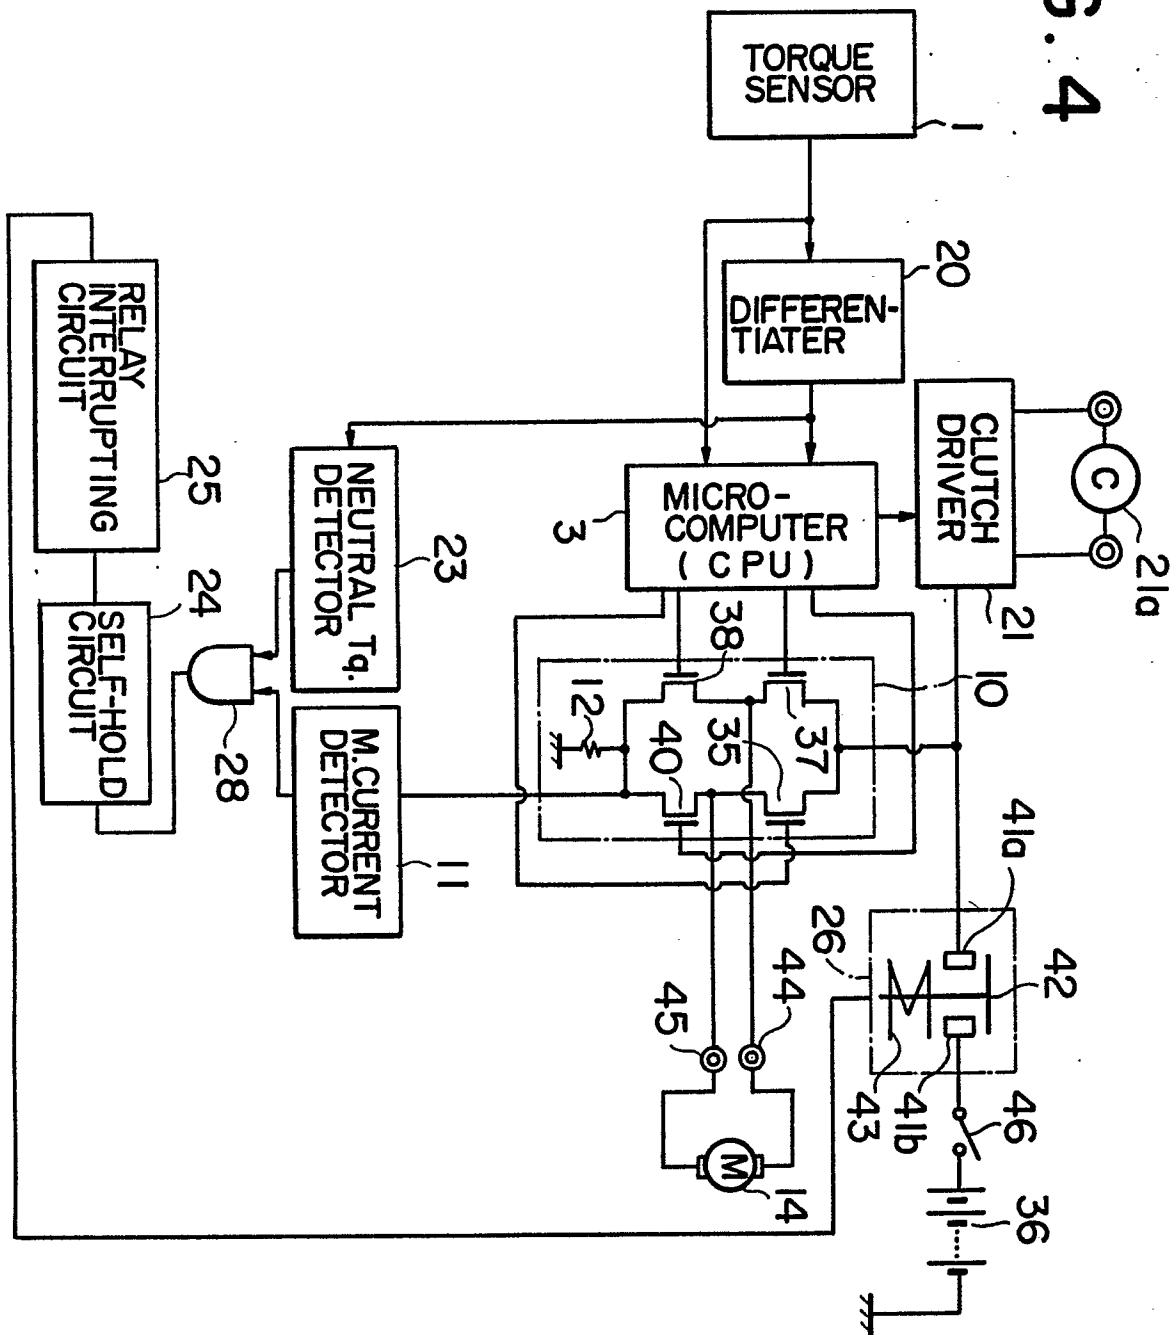 G. 4
TORQUE
SENSOR
1
20
DIFFEREN-
TIATER
CLUTCH
DRIVER
21
C
21a
MICRO-
COMPUTER
(CPU)
3
NEUTRAL Tq.
DETECTOR
23
RELAY
INTERRUPTING
CIRCUIT
25
SELF-HOLD
CIRCUIT
24
28
M.CURRENT
DETECTOR
11
10
38
37
12
35
40
41a
42
26
43
41b
46
36
44
45
M
14